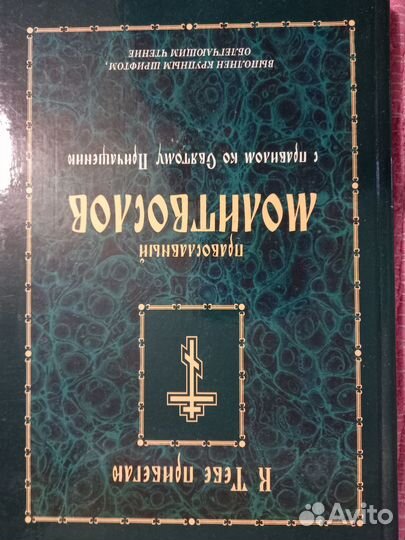 К Тебе прибегаю
ПРАВОСЛАВНЫЙ
МОЛИТВОСЛОВ
с правилом ко Святому Причащению
ВЫПОЛНЕН КРУПНЫМ ШРИФТОМ,
ОБЛЕГЧАЮЩИМ ЧТЕНИЕ
Avito